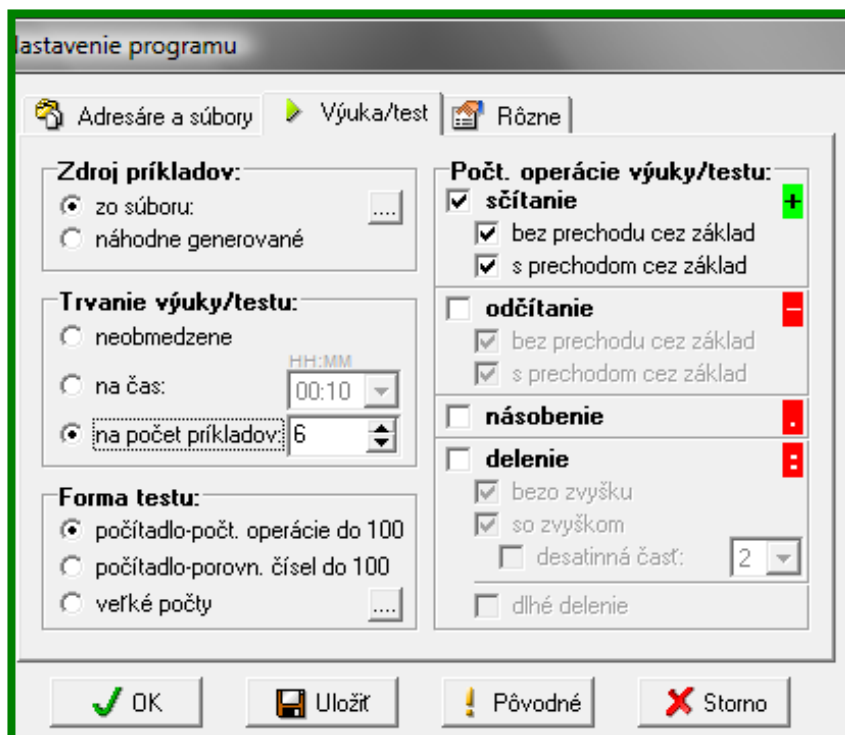 Nastavenie programu
Adresáre a súbory
Výuka/test
Rôzne
Zdroj príkladov:
zo súboru:
....
náhodne generované
Trvanie výuky/testu:
neobmedzene
HH:MM
na čas:
00:10
na počet príkladov:
6
Forma testu:
počítadlo-počt. operácie do 100
počítadlo-porovn. čísel do 100
veľké počty
....
Počt. operácie výuky/testu:
sčítanie
+
bez prechodu cez základ
s prechodom cez základ
odčítanie
−
bez prechodu cez základ
s prechodom cez základ
násobenie
.
delenie
:
bezo zvyšku
so zvyškom
desatinná časť:
2
dlhé delenie
OK
Uložiť
Pôvodné
Storno